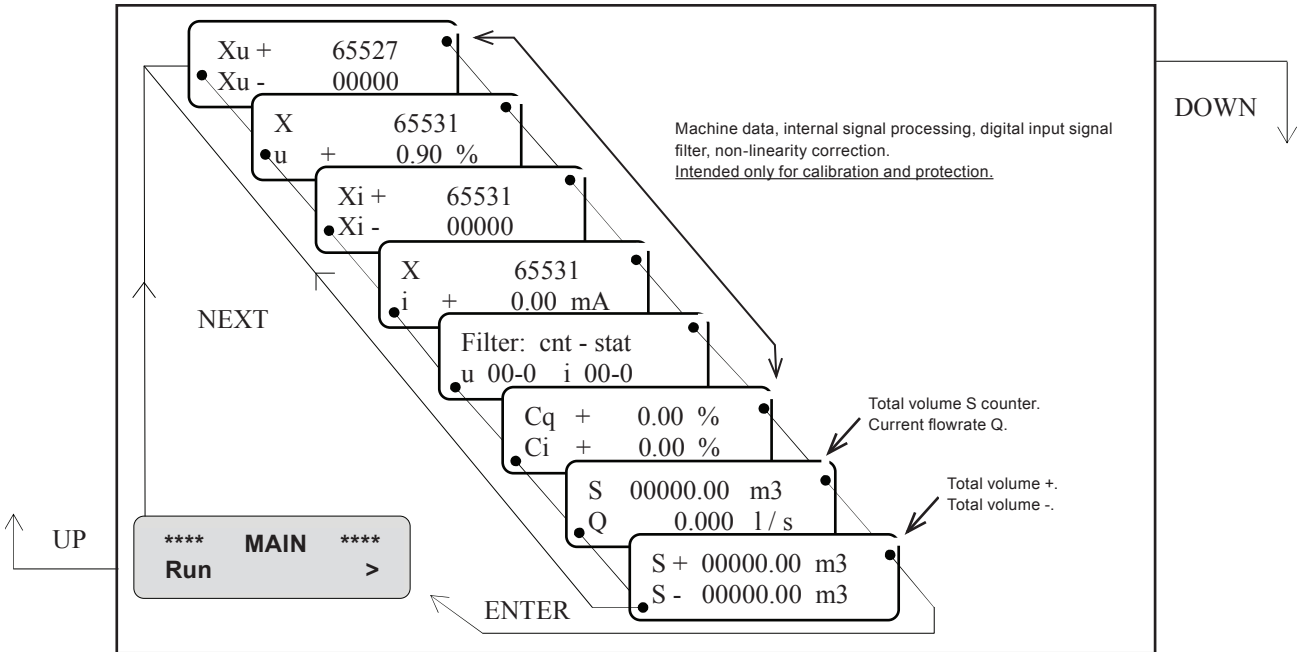 Xu + 65527
Xu - 00000
X 65531
u + 0.90 %
Xi + 65531
Xi - 00000
X 65531
i + 0.00 mA
Filter: cnt - stat
u 00-0 i 00-0
Cq + 0.00 %
Ci + 0.00 %
S 00000.00 m3
Q 0.000 l / s
S + 00000.00 m3
S - 00000.00 m3
Machine data, internal signal processing, digital input signal
filter, non-linearity correction.
Intended only for calibration and protection.
Total volume S counter.
Current flowrate Q.
Total volume +.
Total volume -.
DOWN
NEXT
UP
**** MAIN ****
Run >
ENTER